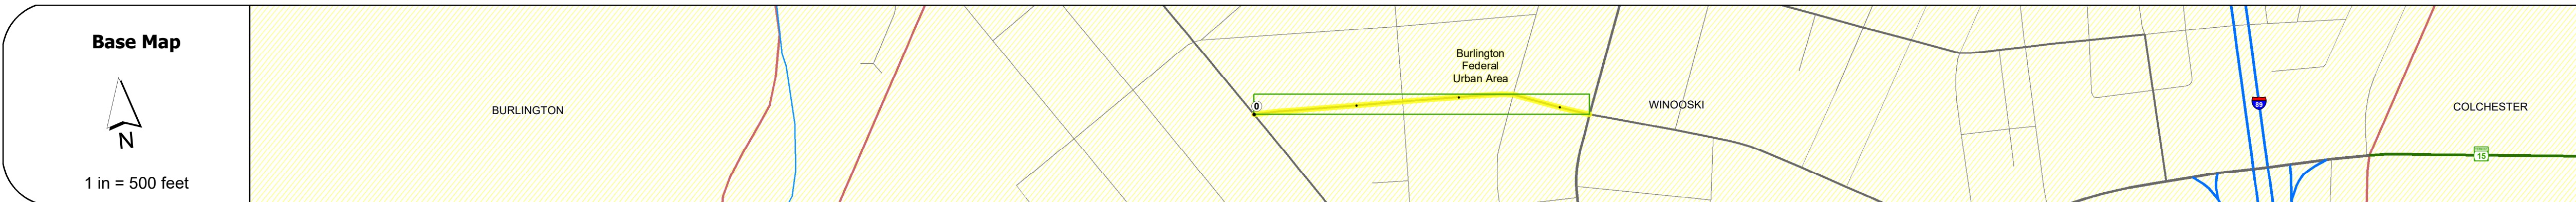 Base Map
N
1 in = 500 feet
BURLINGTON
0
Burlington
Federal
Urban Area
WINOOSKI
89
COLCHESTER
15